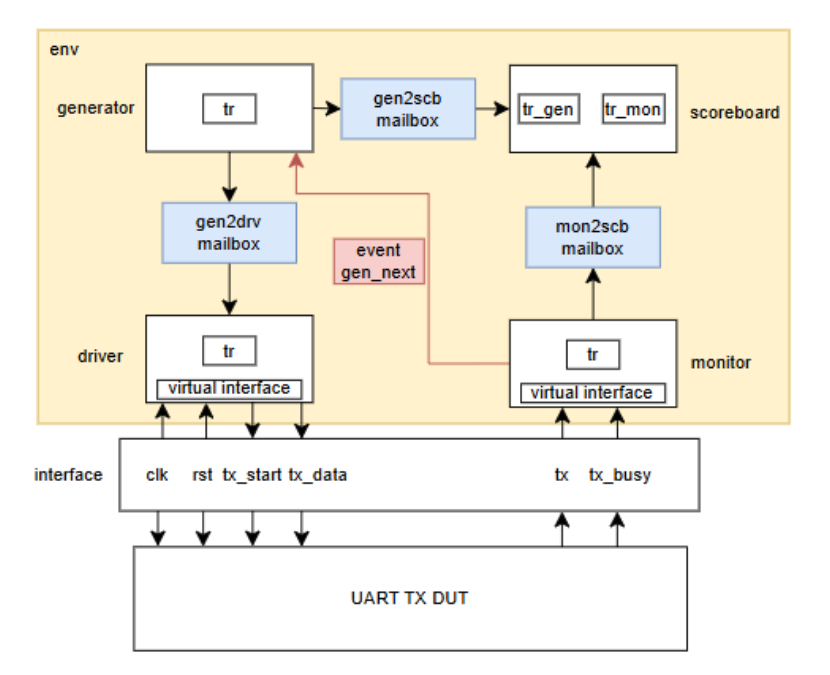 env
generator
tr
gen2scb
mailbox
tr_gen
tr_mon
scoreboard
gen2drv
mailbox
event
gen_next
mon2scb
mailbox
driver
tr
virtual interface
tr
virtual interface
monitor
interface
clk
rst
tx_start
tx_data
tx
tx_busy
UART TX DUT